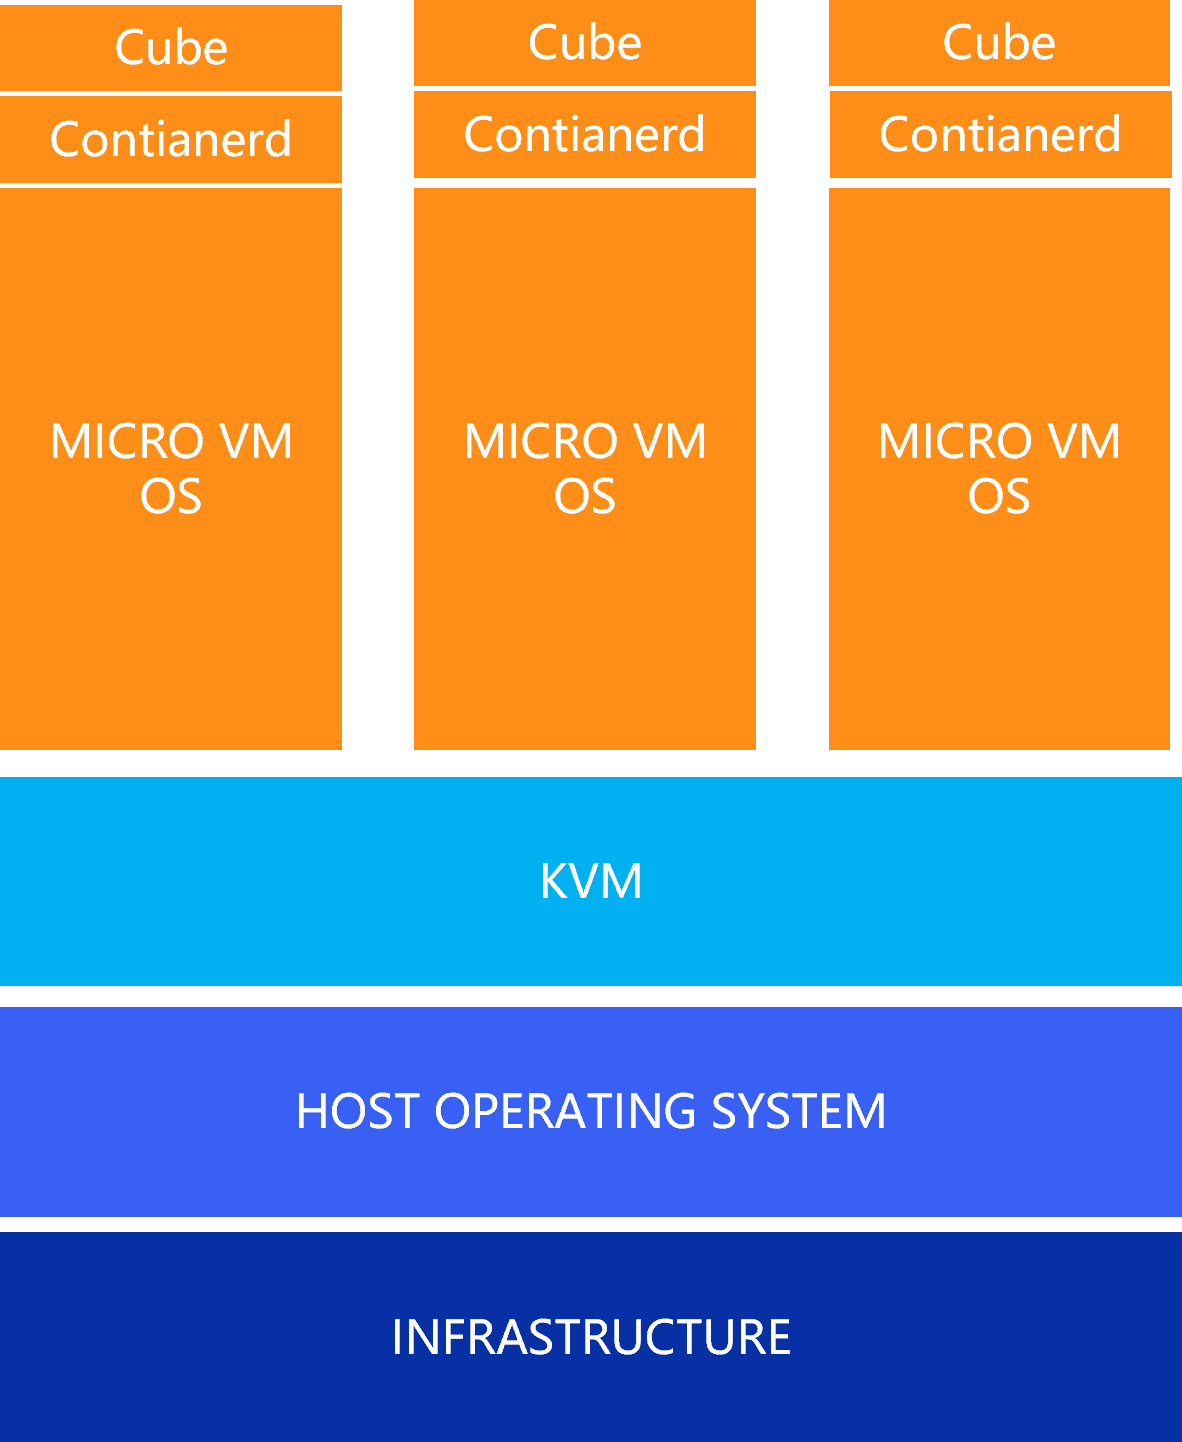 Cube
Cube
Cube
Contianerd
Contianerd
Contianerd
MICRO VM
OS
MICRO VM
OS
MICRO VM
OS
KVM
HOST OPERATING SYSTEM
INFRASTRUCTURE